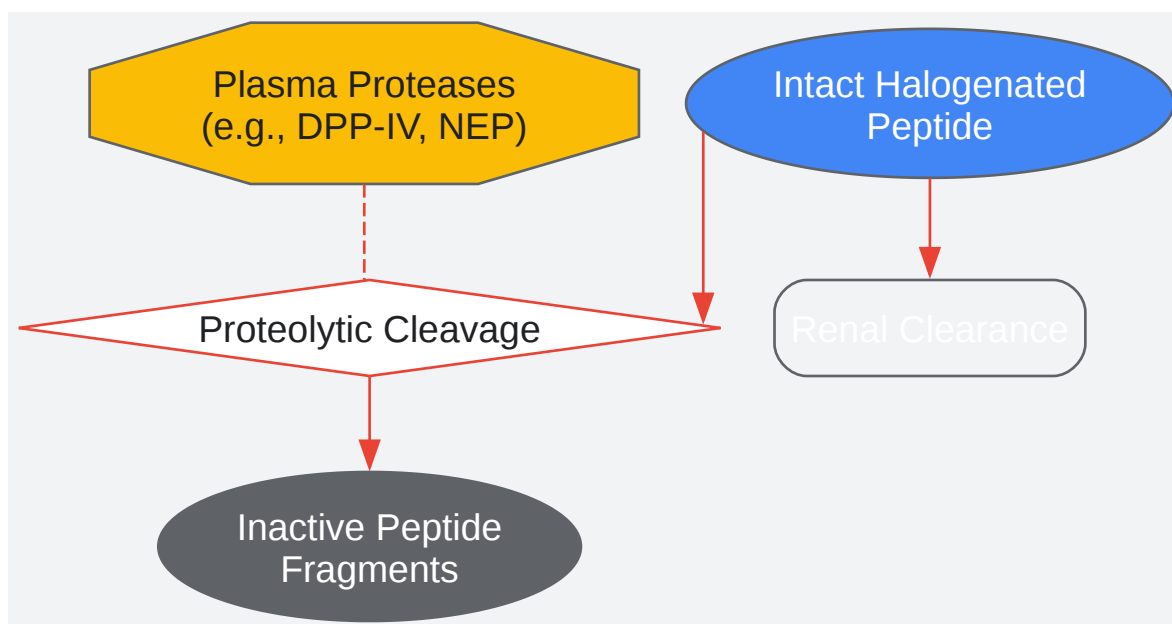 Plasma Proteases
(e.g., DPP-IV, NEP)
Intact Halogenated
Peptide
Proteolytic Cleavage
Renal Clearance
Inactive Peptide
Fragments